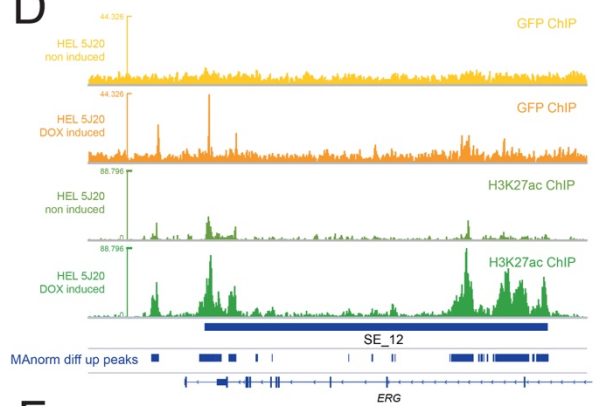 D
44.326
GFP ChIP
HEL 5J20
non induced
44.326
GFP ChIP
HEL 5J20
DOX induced
88.796
H3K27ac ChIP
HEL 5J20
non induced
88.796
H3K27ac ChIP
HEL 5J20
DOX induced
SE_12
MAnorm diff up peaks
ERG